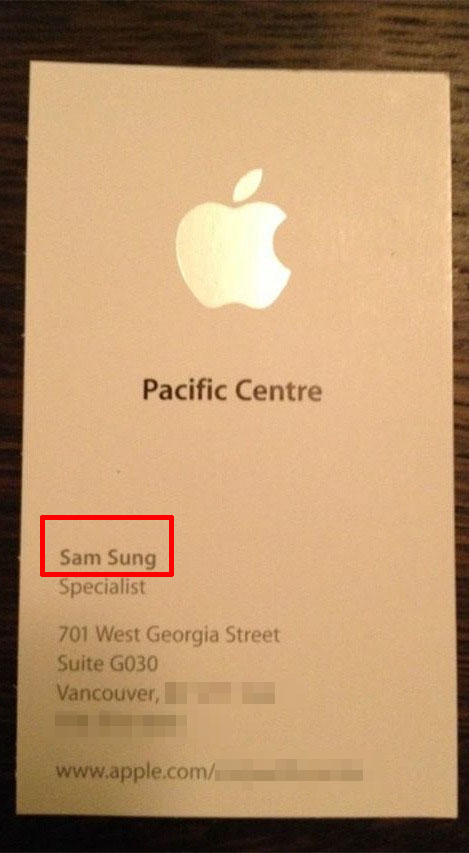 Pacific Centre
Sam Sung
Specialist
701 West Georgia Street
Suite G030
Vancouver,
www.apple.com/